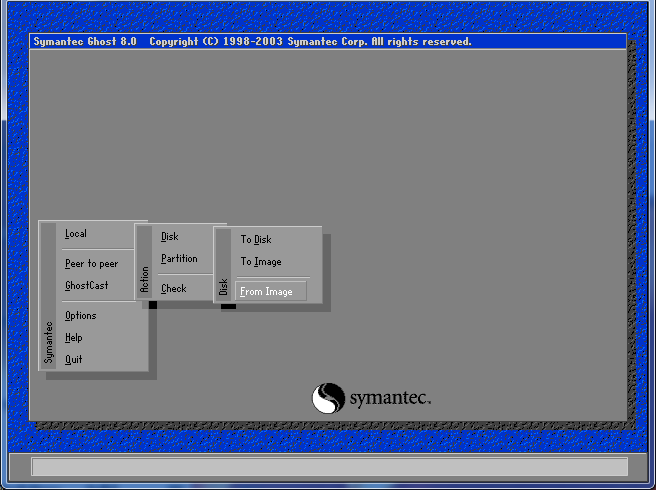 Symantec Ghost 8.0   Copyright (C) 1998-2003 Symantec Corp. All rights reserved.
Local
Peer to peer
GhostCast
Options
Help
Quit
Symantec
Disk
Partition
Check
Action
To Disk
To Image
From Image
Disk
symantec™